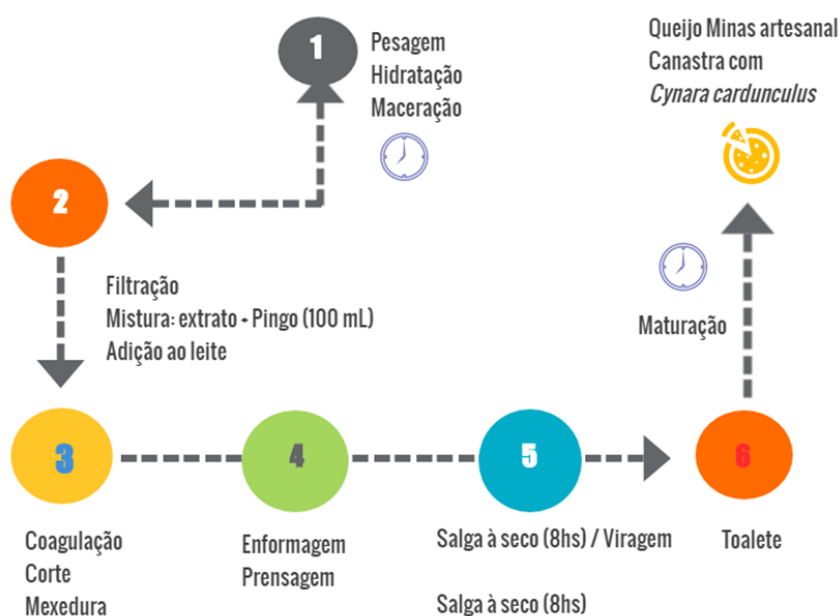 1
Pesagem
Hidratação
Maceração
Queijo Minas artesanal
Canastra com
Cynara cardunculus
2
Filtração
Mistura: extrato + Pingo (100 mL)
Adição ao leite
Maturação
3
4
5
6
Coagulação
Corte
Mexedura
Enformagem
Prensagem
Salga à seco (8hs) / Viragem
Salga à seco (8hs)
Toalete